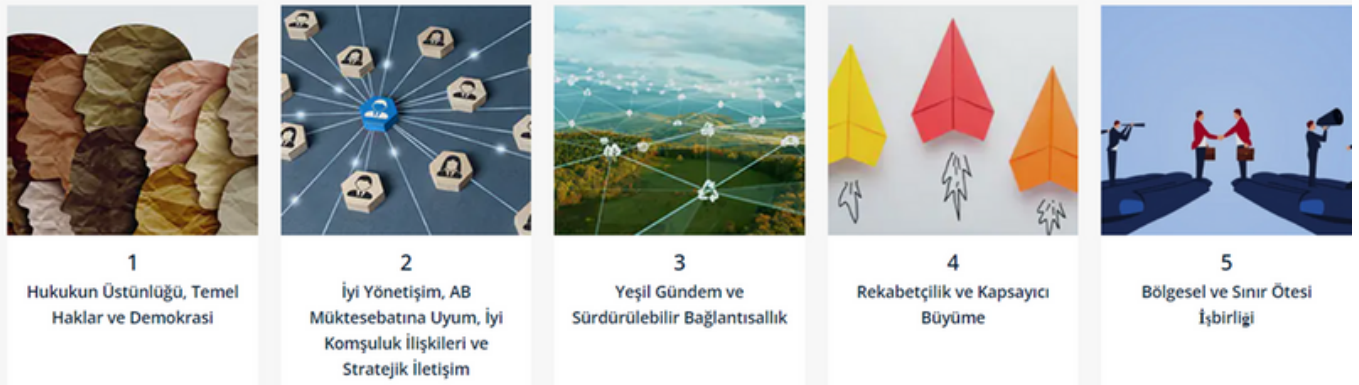 1
Hukukun Üstünlüğü, Temel
Haklar ve Demokrasi
2
İyi Yönetişim, AB
Müktesebatına Uyum, İyi
Komşuluk İlişkileri ve
Stratejik İletişim
3
Yeşil Gündem ve
Sürdürülebilir Bağlantısallık
4
Rekabetçilik ve Kapsayıcı
Büyüme
5
Bölgesel ve Sınır Ötesi
İşbirliği